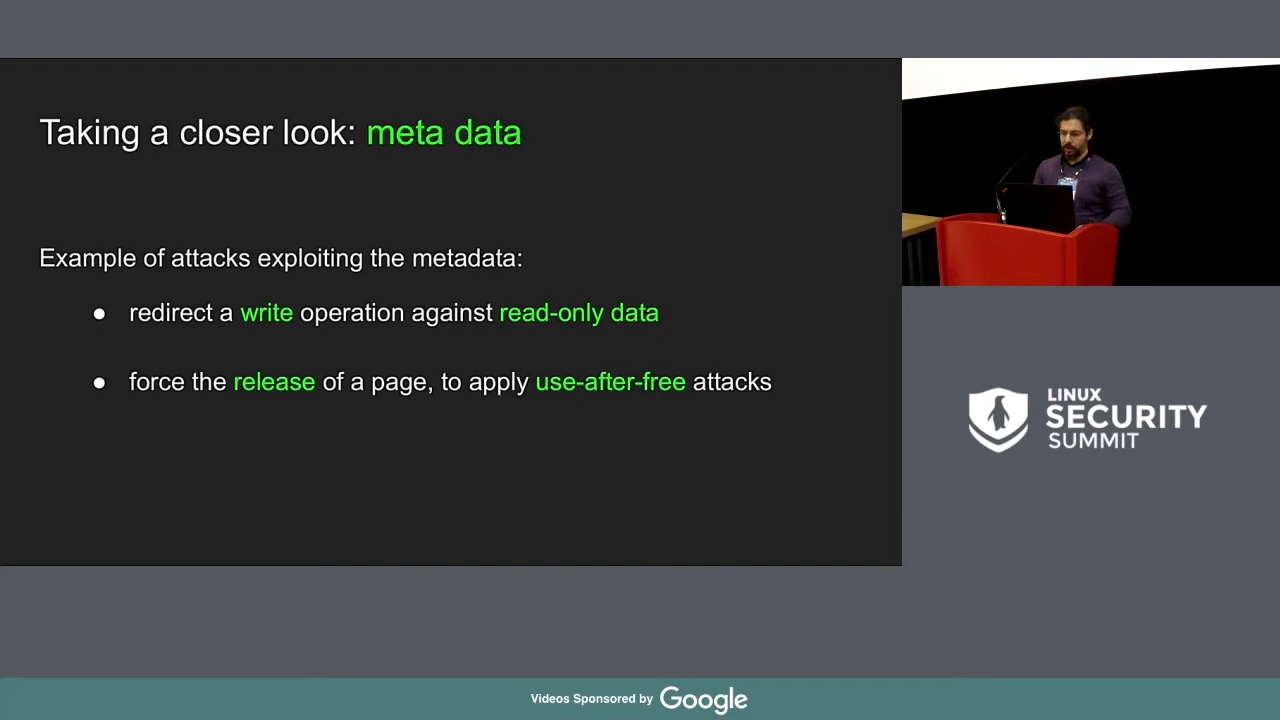 Taking a closer look: meta data
Example of attacks exploiting the metadata:
● redirect a write operation against read-only data
● force the release of a page, to apply use-after-free attacks
LINUX
SECURITY
SUMMIT
Videos Sponsored by Google